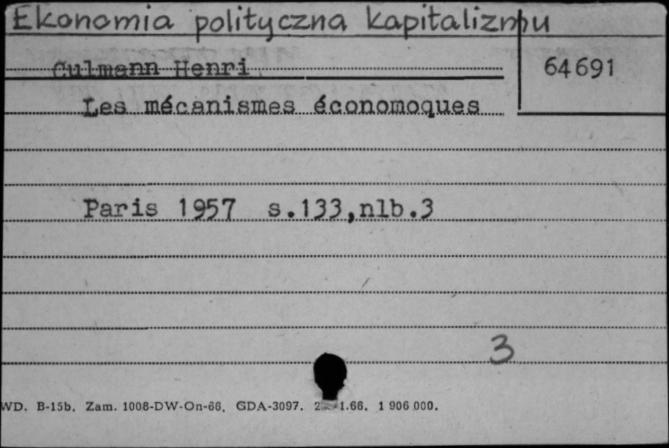 Ekonomia polityczna kapitalizmu
Culmann Henri
64691
Les mécanismes économoques
Paris 1957 s.133,nlb.3
3
WD. B-15b. Zam. 1008-DW-On-66. GDA-3097. 1.66. 1 906 000.